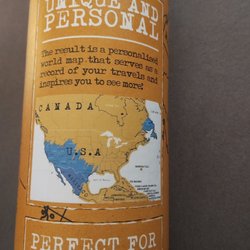 UNIQUE AND
PERSONAL
The result is a personalised
world map that serves as a
record of your travels and
inspires you to see more!
CANADA
U.S.A
PERFECT FOR